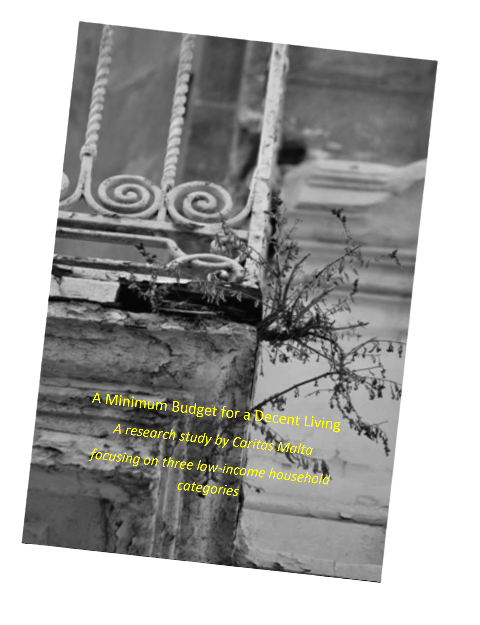 A Minimum Budget for a Decent Living
A research study by Caritas Malta
focusing on three low-income household
categories